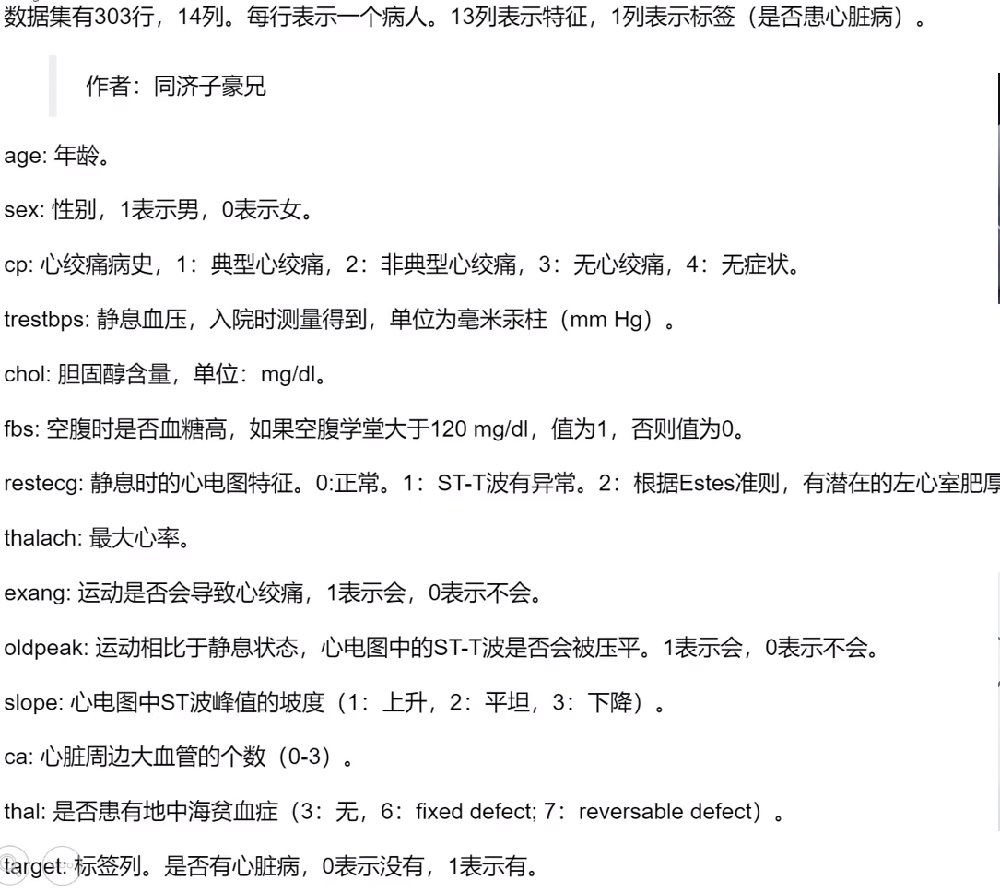 数据集有303行，14列。每行表示一个病人。13列表示特征，1列表示标签（是否患心脏病）。
作者：同济子豪兄
age: 年龄。
sex: 性别，1表示男，0表示女。
cp: 心绞痛病史，1：典型心绞痛，2：非典型心绞痛，3：无心绞痛，4：无症状。
trestbps: 静息血压，入院时测量得到，单位为毫米汞柱（mm Hg）。
chol: 胆固醇含量，单位：mg/dl。
fbs: 空腹时是否血糖高，如果空腹学堂大于120 mg/dl，值为1，否则值为0。
restecg: 静息时的心电图特征。0:正常。1：ST-T波有异常。2：根据Estes准则，有潜在的左心室肥厚
thalach: 最大心率。
exang: 运动是否会导致心绞痛，1表示会，0表示不会。
oldpeak: 运动相比于静息状态，心电图中的ST-T波是否会被压平。1表示会，0表示不会。
slope: 心电图中ST波峰值的坡度（1：上升，2：平坦，3：下降）。
ca: 心脏周边大血管的个数（0-3）。
thal: 是否患有地中海贫血症（3：无，6：fixed defect; 7：reversable defect）。
target: 标签列。是否有心脏病，0表示没有，1表示有。